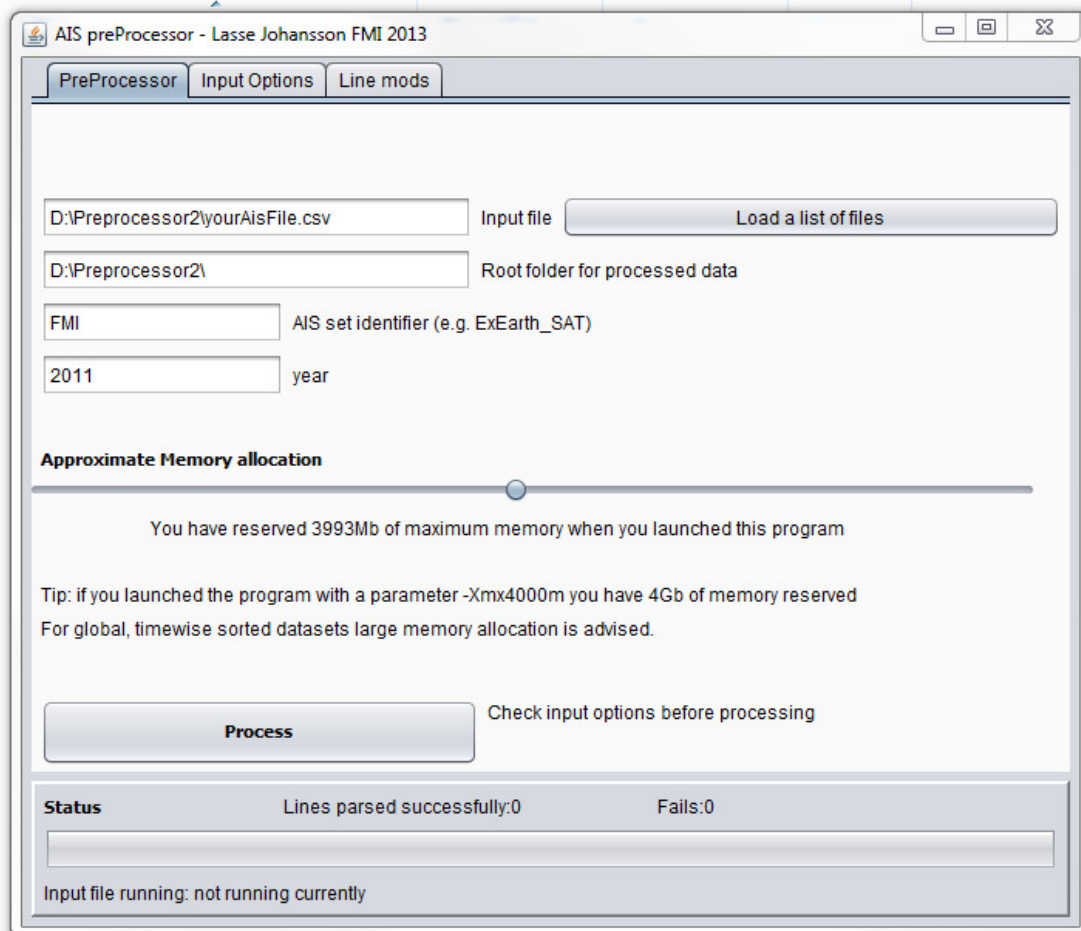 AIS preProcessor - Lasse Johansson FMI 2013
PreProcessor Input Options Line mods
D:\Preprocessor2\yourAisFile.csv Input file Load a list of files
D:\Preprocessor2\ Root folder for processed data
FMI AIS set identifier (e.g. ExEarth_SAT)
2011 year
Approximate Memory allocation
You have reserved 3993Mb of maximum memory when you launched this program
Tip: if you launched the program with a parameter -Xmx4000m you have 4Gb of memory reserved
For global, timewise sorted datasets large memory allocation is advised.
Process Check input options before processing
Status Lines parsed successfully:0 Fails:0
Input file running: not running currently